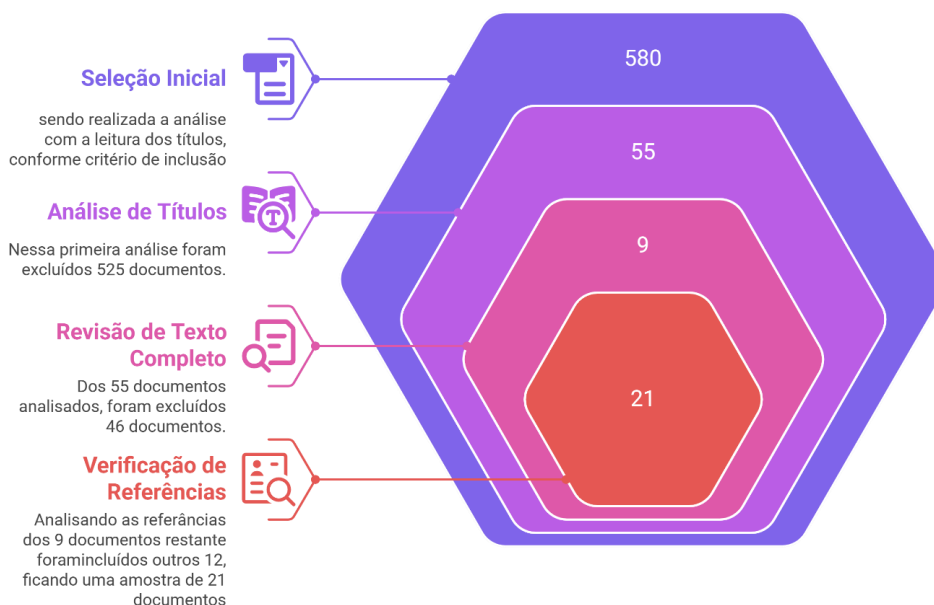 Seleção Inicial
sendo realizada a análise
com a leitura dos títulos,
conforme critério de inclusão
580
Análise de Títulos
Nessa primeira análise foram
excluídos 525 documentos.
55
Revisão de Texto
Completo
Dos 55 documentos
analisados, foram excluídos
46 documentos.
9
Verificação de
Referências
Analisando as referâncias
dos 9 documentos restante
foramincluídos outros 12,
ficando uma amostra de 21
documentos
21
T